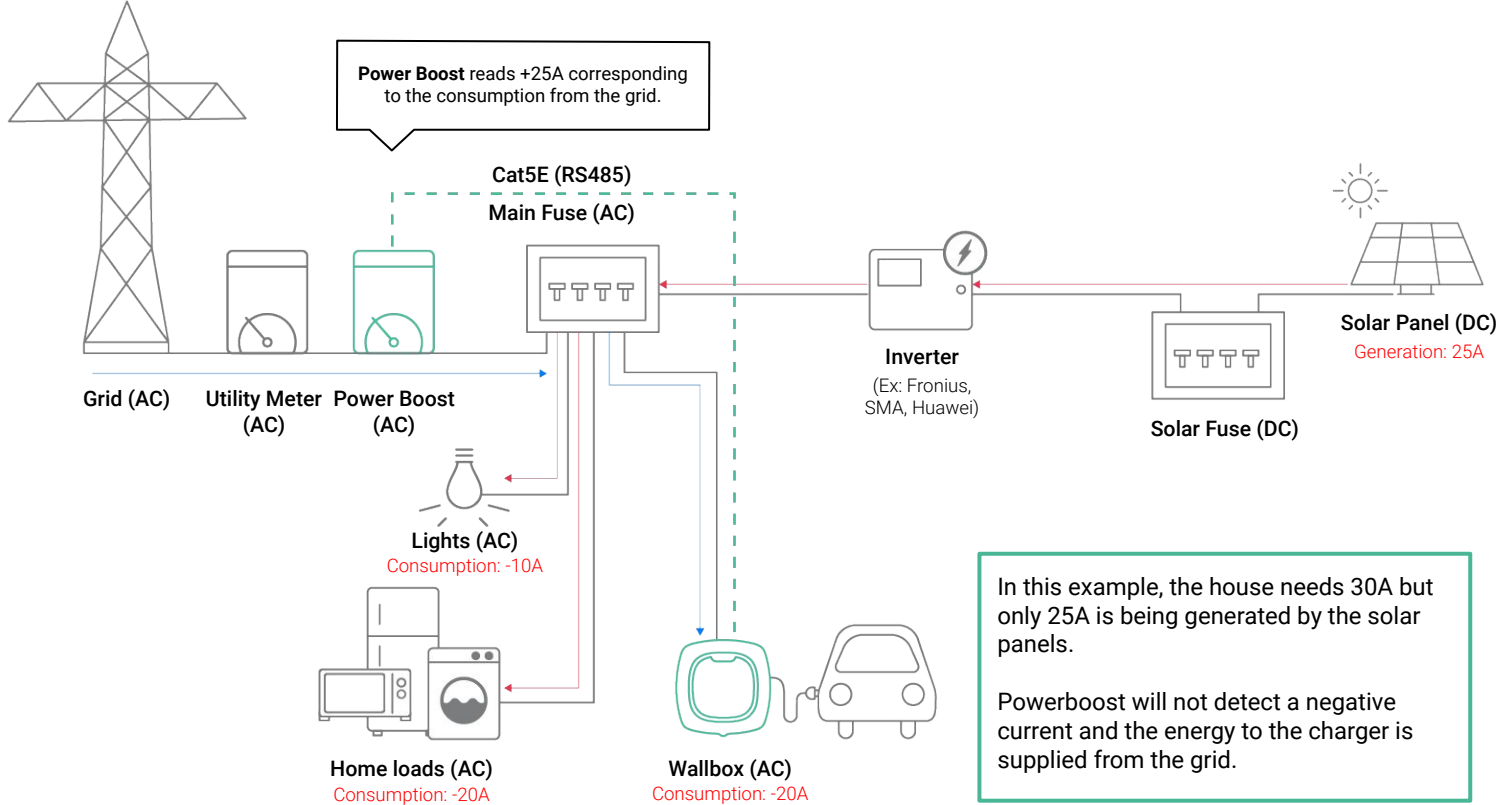 Power Boost reads +25A corresponding
to the consumption from the grid.
Cat5E (RS485)
Main Fuse (AC)
Grid (AC)
Utility Meter
(AC)
Power Boost
(AC)
Inverter
(Ex: Fronius,
SMA, Huawei)
Solar Panel (DC)
Generation: 25A
Solar Fuse (DC)
Lights (AC)
Consumption: -10A
Home loads (AC)
Consumption: -20A
Wallbox (AC)
Consumption: -20A
In this example, the house needs 30A but
only 25A is being generated by the solar
panels.
Powerboost will not detect a negative
current and the energy to the charger is
supplied from the grid.